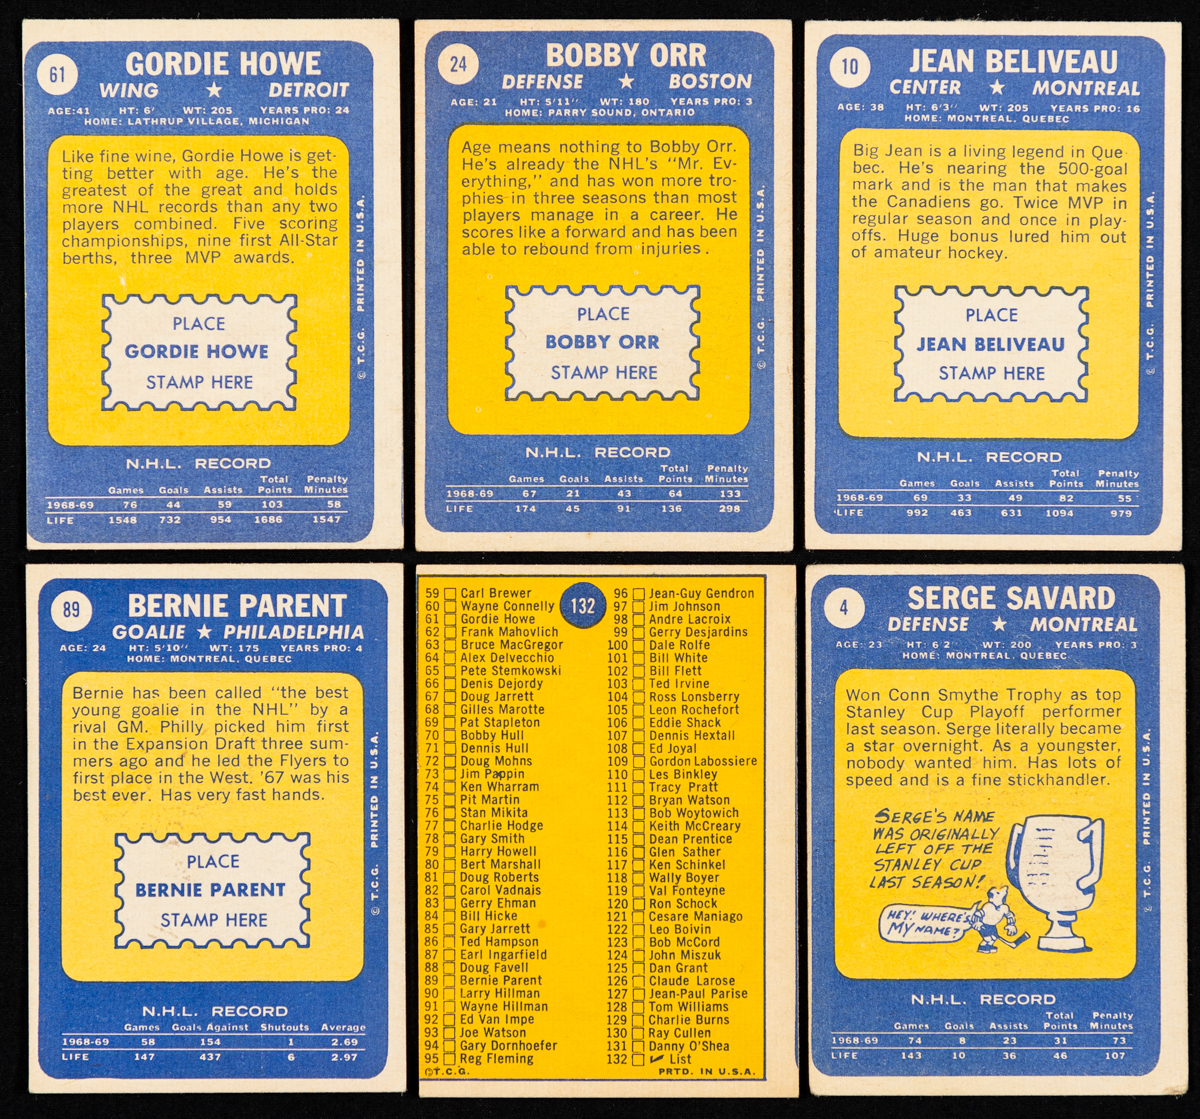 61
GORDIE HOWE
WING ★ DETROIT
AGE:41 HT: 6' WT: 205 YEARS PRO: 24
HOME: LATHRUP VILLAGE, MICHIGAN
Like fine wine, Gordie Howe is get-
ting better with age. He's the
greatest of the great and holds
more NHL records than any two
players combined. Five scoring
championships, nine first All-Star
berths, three MVP awards.
PLACE
GORDIE HOWE
STAMP HERE
© T.C.G. PRINTED IN U.S.A.
N.H.L. RECORD
Games Goals Assists Total Points Penalty Minutes
1968-69 76 44 59 103 58
LIFE 1548 732 954 1686 1547
24
BOBBY ORR
DEFENSE ★ BOSTON
AGE: 21 HT: 5'11" WT: 180 YEARS PRO: 3
HOME: PARRY SOUND, ONTARIO
Age means nothing to Bobby Orr.
He's already the NHL's "Mr. Ev-
erything," and has won more tro-
phies in three seasons than most
players manage in a career. He
scores like a forward and has been
able to rebound from injuries.
PLACE
BOBBY ORR
STAMP HERE
© T.C.G. PRINTED IN U.S.A.
N.H.L. RECORD
Games Goals Assists Total Points Penalty Minutes
1968-69 67 21 43 64 133
LIFE 174 45 91 136 298
10
JEAN BELIVEAU
CENTER ★ MONTREAL
AGE: 38 HT: 6'3" WT: 205 YEARS PRO: 16
HOME: MONTREAL. QUEBEC
Big Jean is a living legend in Que-
bec. He's nearing the 500-goal
mark and is the man that makes
the Canadiens go. Twice MVP in
regular season and once in play-
offs. Huge bonus lured him out
of amateur hockey.
PLACE
JEAN BELIVEAU
STAMP HERE
© T.C.G. PRINTED IN U.S.A.
N.H.L. RECORD
Games Goals Assists Total Points Penalty Minutes
1968-69 69 33 49 82 55
LIFE 992 463 631 1094 979
89
BERNIE PARENT
GOALIE ★ PHILADELPHIA
AGE: 24 HT: 5'10" WT: 175 YEARS PRO: 4
HOME: MONTREAL. QUEBEC
Bernie has been called "the best
young goalie in the NHL" by a
rival GM. Philly picked him first
in the Expansion Draft three sum-
mers ago and he led the Flyers to
first place in the West. '67 was his
best ever. Has very fast hands.
PLACE
BERNIE PARENT
STAMP HERE
© T.C.G. PRINTED IN U.S.A.
N.H.L. RECORD
Games Goals Against Shutouts Average
1968-69 58 154 1 2.69
LIFE 147 437 6 2.97
132
59 Carl Brewer
60 Wayne Connelly
61 Gordie Howe
62 Frank Mahovlich
63 Bruce MacGregor
64 Alex Delvecchio
65 Pete Stemkowski
66 Denis Dejordy
67 Doug Jarrett
68 Gilles Marotte
69 Pat Stapleton
70 Bobby Hull
71 Dennis Hull
72 Doug Mohns
73 Jim Pappin
74 Ken Wharram
75 Pit Martin
76 Stan Mikita
77 Charlie Hodge
78 Gary Smith
79 Harry Howell
80 Bert Marshall
81 Doug Roberts
82 Carol Vadnais
83 Gerry Ehman
84 Bill Hicke
85 Gary Jarrett
86 Ted Hampson
87 Earl Ingarfield
88 Doug Favell
89 Bernie Parent
90 Larry Hillman
91 Wayne Hillman
92 Ed Van Impe
93 Joe Watson
94 Gary Dornhoefer
95 Reg Fleming
©T.C.G.
96 Jean-Guy Gendron
97 Jim Johnson
98 Andre Lacroix
99 Gerry Desjardins
100 Dale Rolfe
101 Bill White
102 Bill Flett
103 Ted Irvine
104 Ross Lonsberry
105 Leon Rochefort
106 Eddie Shack
107 Dennis Hextall
108 Ed Joyal
109 Gordon Labossiere
110 Les Binkley
111 Tracy Pratt
112 Bryan Watson
113 Bob Woytowich
114 Keith McCreary
115 Dean Prentice
116 Glen Sather
117 Ken Schinkel
118 Wally Boyer
119 Val Fonteyne
120 Ron Schock
121 Cesare Maniago
122 Leo Boivin
123 Bob McCord
124 John Miszuk
125 Dan Grant
126 Claude Larose
127 Jean-Paul Parise
128 Tom Williams
129 Charlie Burns
130 Ray Cullen
131 Danny O'Shea
132 ✓ List
PRTD. IN U.S.A.
4
SERGE SAVARD
DEFENSE ★ MONTREAL
AGE: 23 HT: 6 2 WT: 200 YEARS PRO: 3
HOME: MONTREAL. QUEBEC
Won Conn Smythe Trophy as top
Stanley Cup Playoff performer
last season. Serge literally became
a star overnight. As a youngster,
nobody wanted him. Has lots of
speed and is a fine stickhandler.
SERGE'S NAME
WAS ORIGINALLY
LEFT OFF THE
STANLEY CUP
LAST SEASON!
HEY! WHERE'S
MY NAME?
© T.C.G. PRINTED IN U.S.A.
N.H.L. RECORD
Games Goals Assists Total Points Penalty Minutes
1968-69 74 8 23 31 73
LIFE 143 10 36 46 107